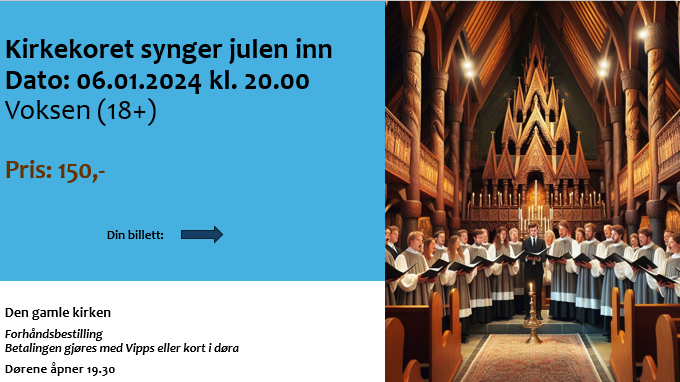 Kirkekoret synger julen inn
Dato: 06.01.2024 kl. 20.00
Voksen (18+)
Pris: 150,-
Din billett:
Den gamle kirken
Forhåndsbestilling
Betalingen gjøres med Vipps eller kort i døra
Dørene åpner 19.30